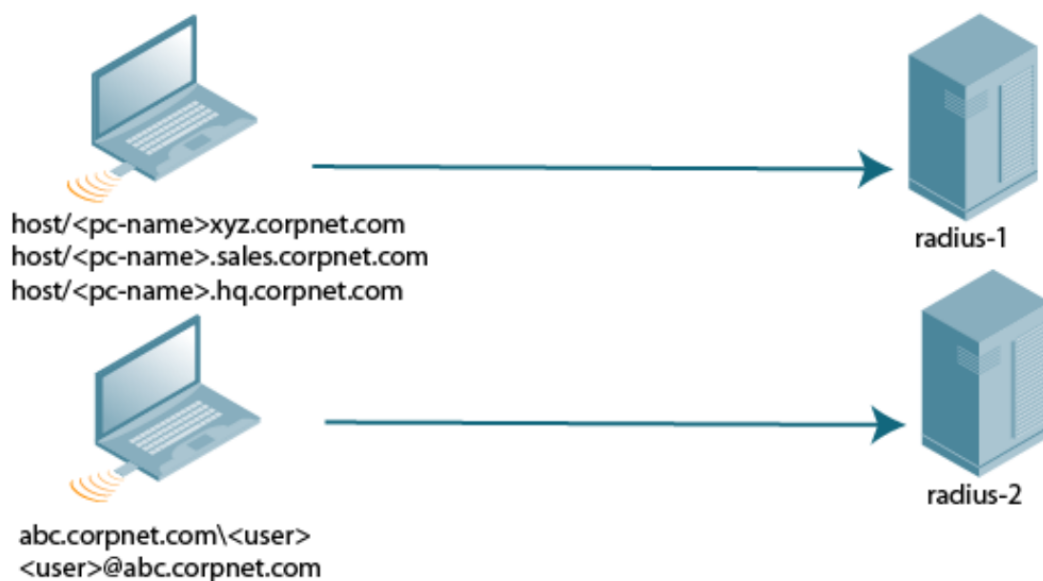 host/<pc-name>xyz.corpnet.com
host/<pc-name>.sales.corpnet.com
host/<pc-name>.hq.corpnet.com
radius-1
abc.corpnet.com\<user>
<user>@abc.corpnet.com
radius-2